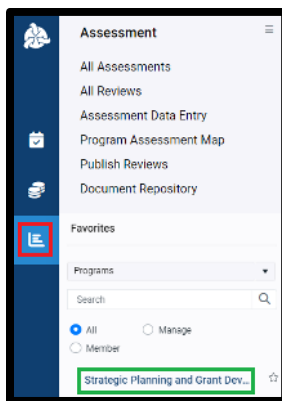 Assessment
All Assessments
All Reviews
Assessment Data Entry
Program Assessment Map
Publish Reviews
Document Repository
Favorites
Programs
Search
All
Manage
Member
Strategic Planning and Grant Dev...